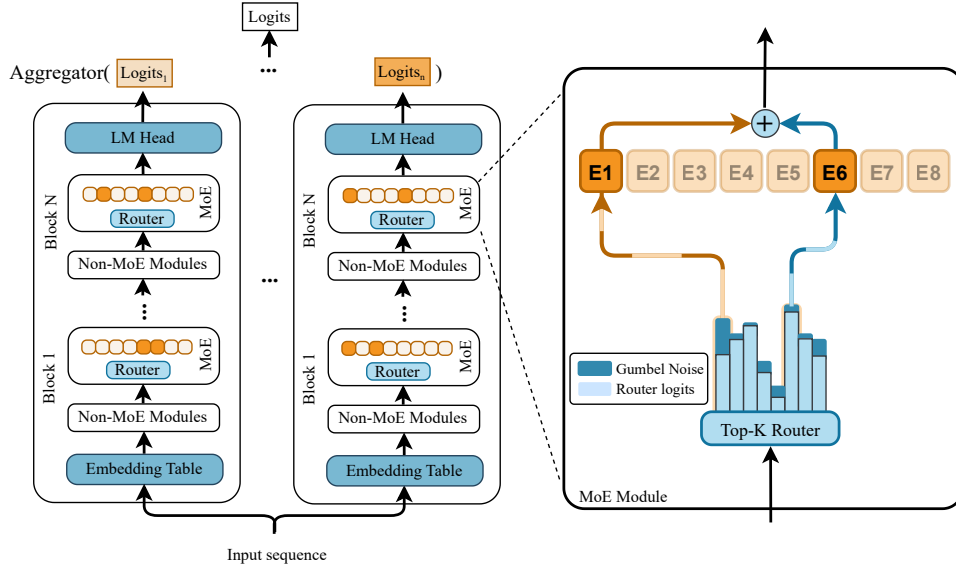 Logits
...
Aggregator( Logits₁ ... Logitsₙ )
LM Head
Block N
MoE
Router
Non-MoE Modules
...
Block 1
MoE
Router
Non-MoE Modules
Embedding Table
...
LM Head
Block N
MoE
Router
Non-MoE Modules
...
Block 1
MoE
Router
Non-MoE Modules
Embedding Table
Input sequence
+
E1 E2 E3 E4 E5 E6 E7 E8
Gumbel Noise
Router logits
Top-K Router
MoE Module